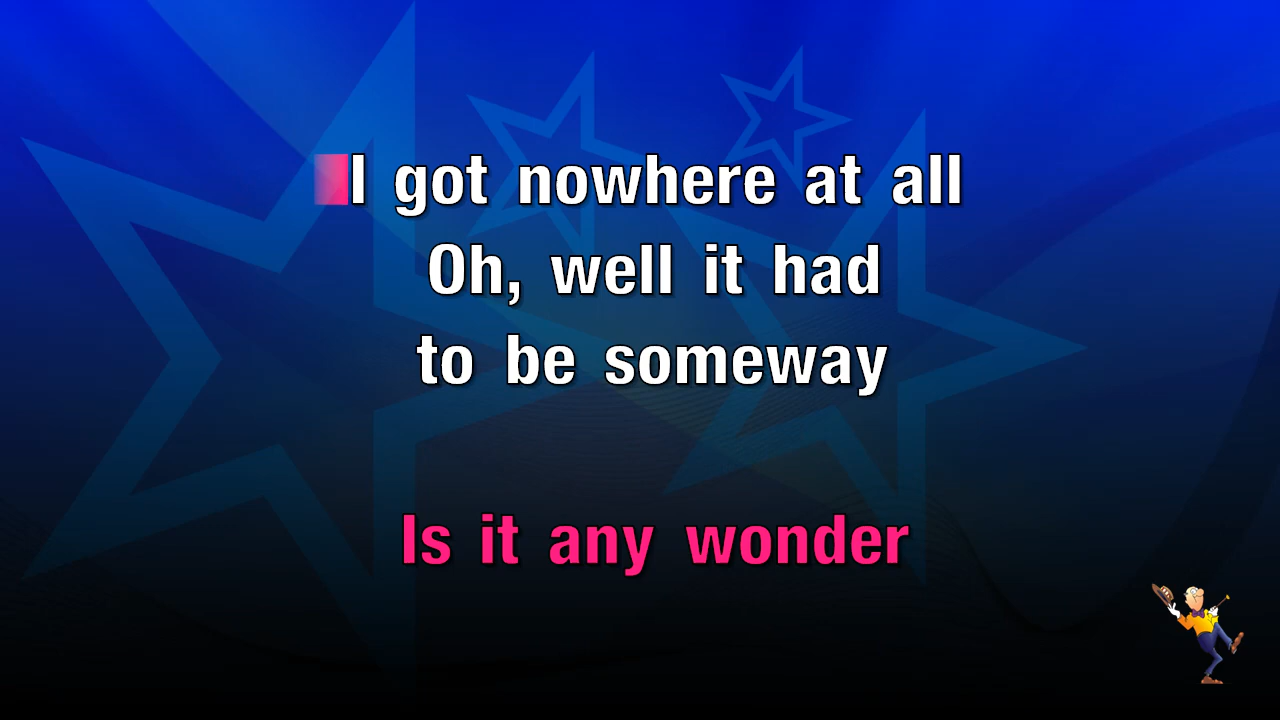 I got nowhere at all
Oh, well it had
to be someway
Is it any wonder